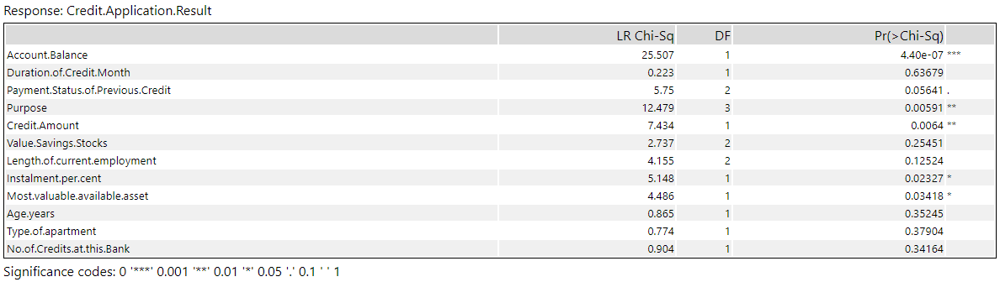 Response: Credit.Application.Result
LR Chi-Sq DF Pr(>Chi-Sq)
Account.Balance 25.507 1 4.40e-07 ***
Duration.of.Credit.Month 0.223 1 0.63679
Payment.Status.of.Previous.Credit 5.75 2 0.05641 .
Purpose 12.479 3 0.00591 **
Credit.Amount 7.434 1 0.0064 **
Value.Savings.Stocks 2.737 2 0.25451
Length.of.current.employment 4.155 2 0.12524
Instalment.per.cent 5.148 1 0.02327 *
Most.valuable.available.asset 4.486 1 0.03418 *
Age.years 0.865 1 0.35245
Type.of.apartment 0.774 1 0.37904
No.of.Credits.at.this.Bank 0.904 1 0.34164
Significance codes: 0 '***' 0.001 '**' 0.01 '*' 0.05 '.' 0.1 ' ' 1